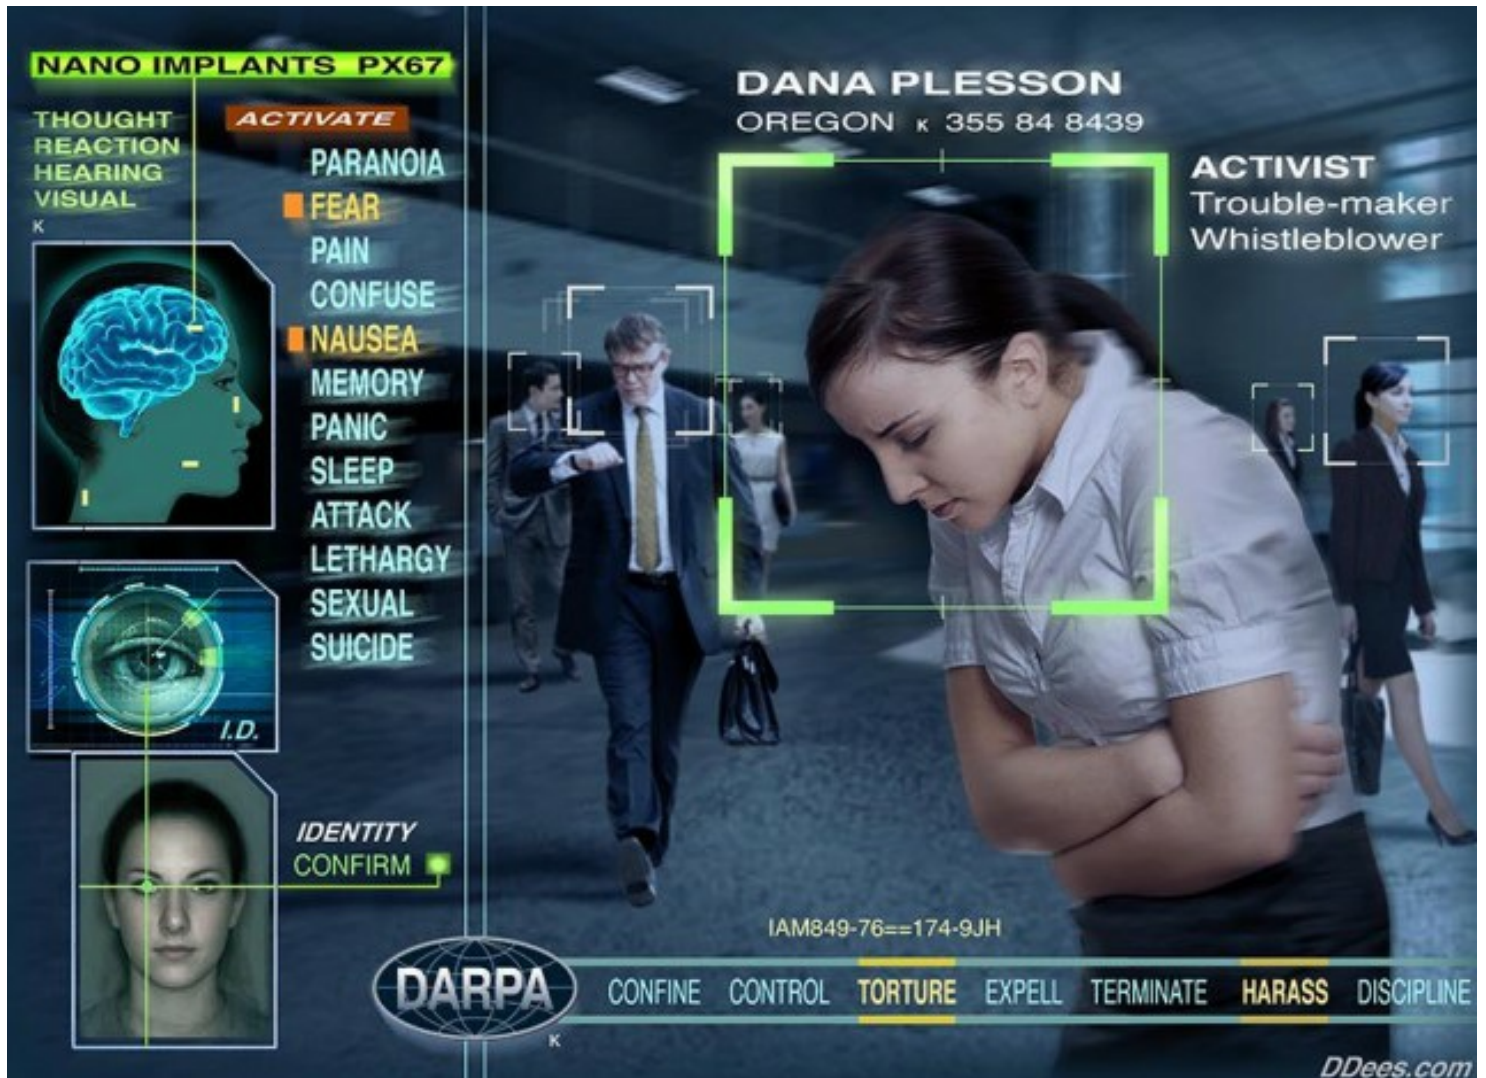 NANO IMPLANTS PX67
THOUGHT
REACTION
HEARING
VISUAL
K
ACTIVATE
PARANOIA
FEAR
PAIN
CONFUSE
NAUSEA
MEMORY
PANIC
SLEEP
ATTACK
LETHARGY
SEXUAL
SUICIDE
I.D.
IDENTITY
CONFIRM
DANA PLESSON
OREGON K 355 84 8439
ACTIVIST
Trouble-maker
Whistleblower
IAM849-76==174-9JH
DARPA
K
CONFINE CONTROL TORTURE EXPELL TERMINATE HARASS DISCIPLINE
DDees.com